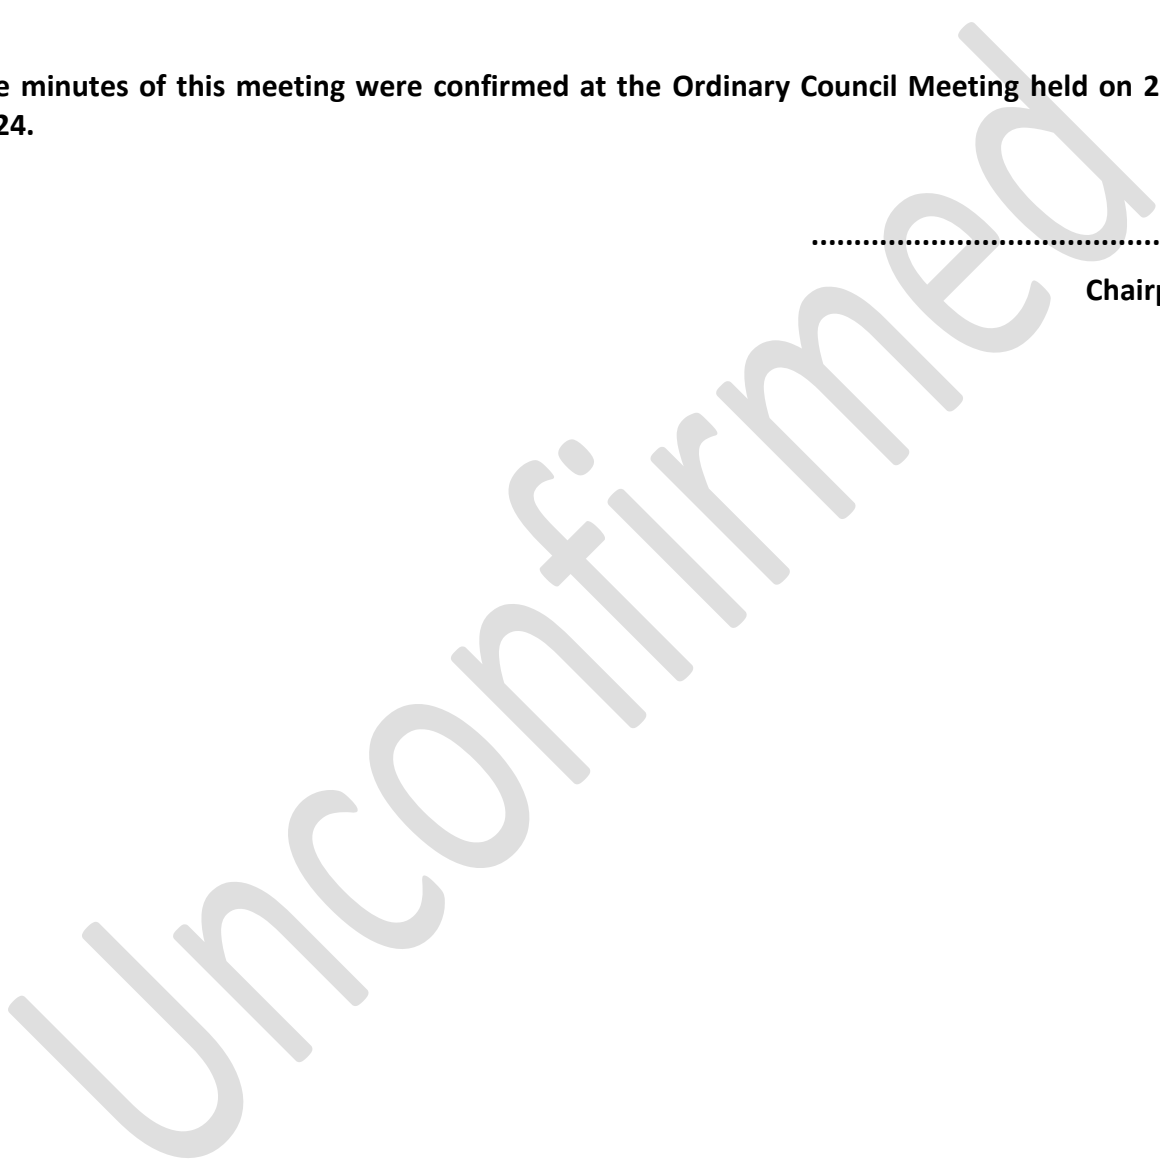 e minutes of this meeting were confirmed at the Ordinary Council Meeting held on 2
24.
................................................
Chairp
Unconfirmed